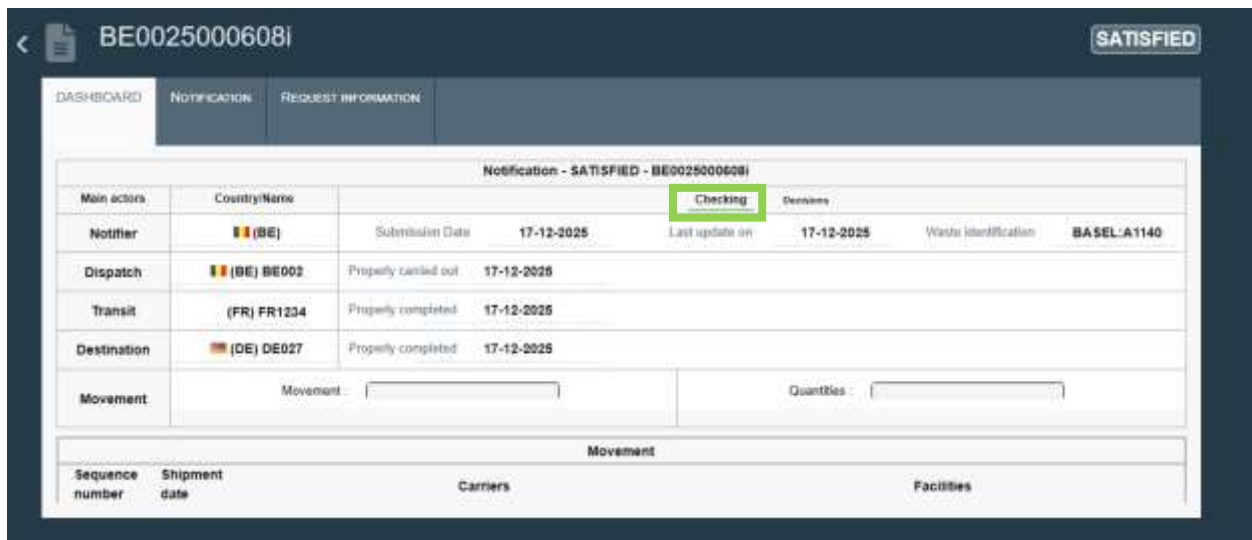 BE0025000608i
SATISFIED
DASHBOARD NOTIFICATION REQUEST INFORMATION
Notification - SATISFIED - BE0025000608i
Main actors Country/Name Checking Decisions
Notifier (BE) Submission Date 17-12-2025 Last update on 17-12-2025 Waste Identification BASEL:A1140
Dispatch (BE) BE002 Properly carried out 17-12-2025
Transit (FR) FR1234 Properly completed 17-12-2025
Destination (DE) DE027 Properly completed 17-12-2025
Movement Movement : Quantities :
Movement
Sequence number Shipment date Carriers Facilities